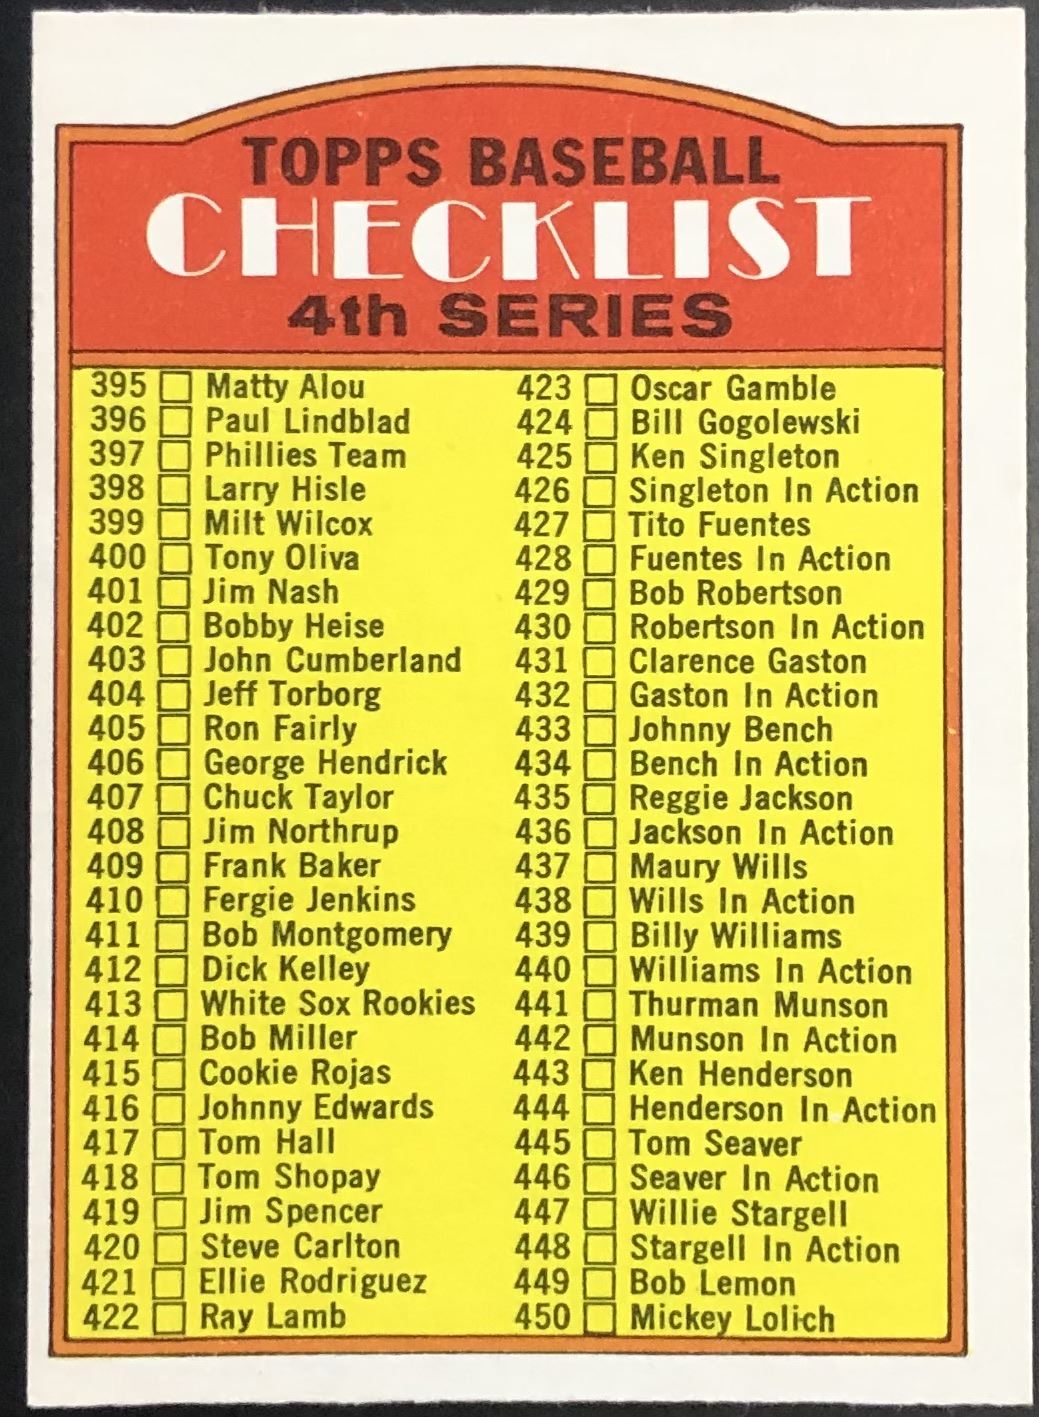 TOPPS BASEBALL
CHECKLIST
4th SERIES
395 Matty Alou
396 Paul Lindblad
397 Phillies Team
398 Larry Hisle
399 Milt Wilcox
400 Tony Oliva
401 Jim Nash
402 Bobby Heise
403 John Cumberland
404 Jeff Torborg
405 Ron Fairly
406 George Hendrick
407 Chuck Taylor
408 Jim Northrup
409 Frank Baker
410 Fergie Jenkins
411 Bob Montgomery
412 Dick Kelley
413 White Sox Rookies
414 Bob Miller
415 Cookie Rojas
416 Johnny Edwards
417 Tom Hall
418 Tom Shopay
419 Jim Spencer
420 Steve Carlton
421 Ellie Rodriguez
422 Ray Lamb
423 Oscar Gamble
424 Bill Gogolewski
425 Ken Singleton
426 Singleton In Action
427 Tito Fuentes
428 Fuentes In Action
429 Bob Robertson
430 Robertson In Action
431 Clarence Gaston
432 Gaston In Action
433 Johnny Bench
434 Bench In Action
435 Reggie Jackson
436 Jackson In Action
437 Maury Wills
438 Wills In Action
439 Billy Williams
440 Williams In Action
441 Thurman Munson
442 Munson In Action
443 Ken Henderson
444 Henderson In Action
445 Tom Seaver
446 Seaver In Action
447 Willie Stargell
448 Stargell In Action
449 Bob Lemon
450 Mickey Lolich